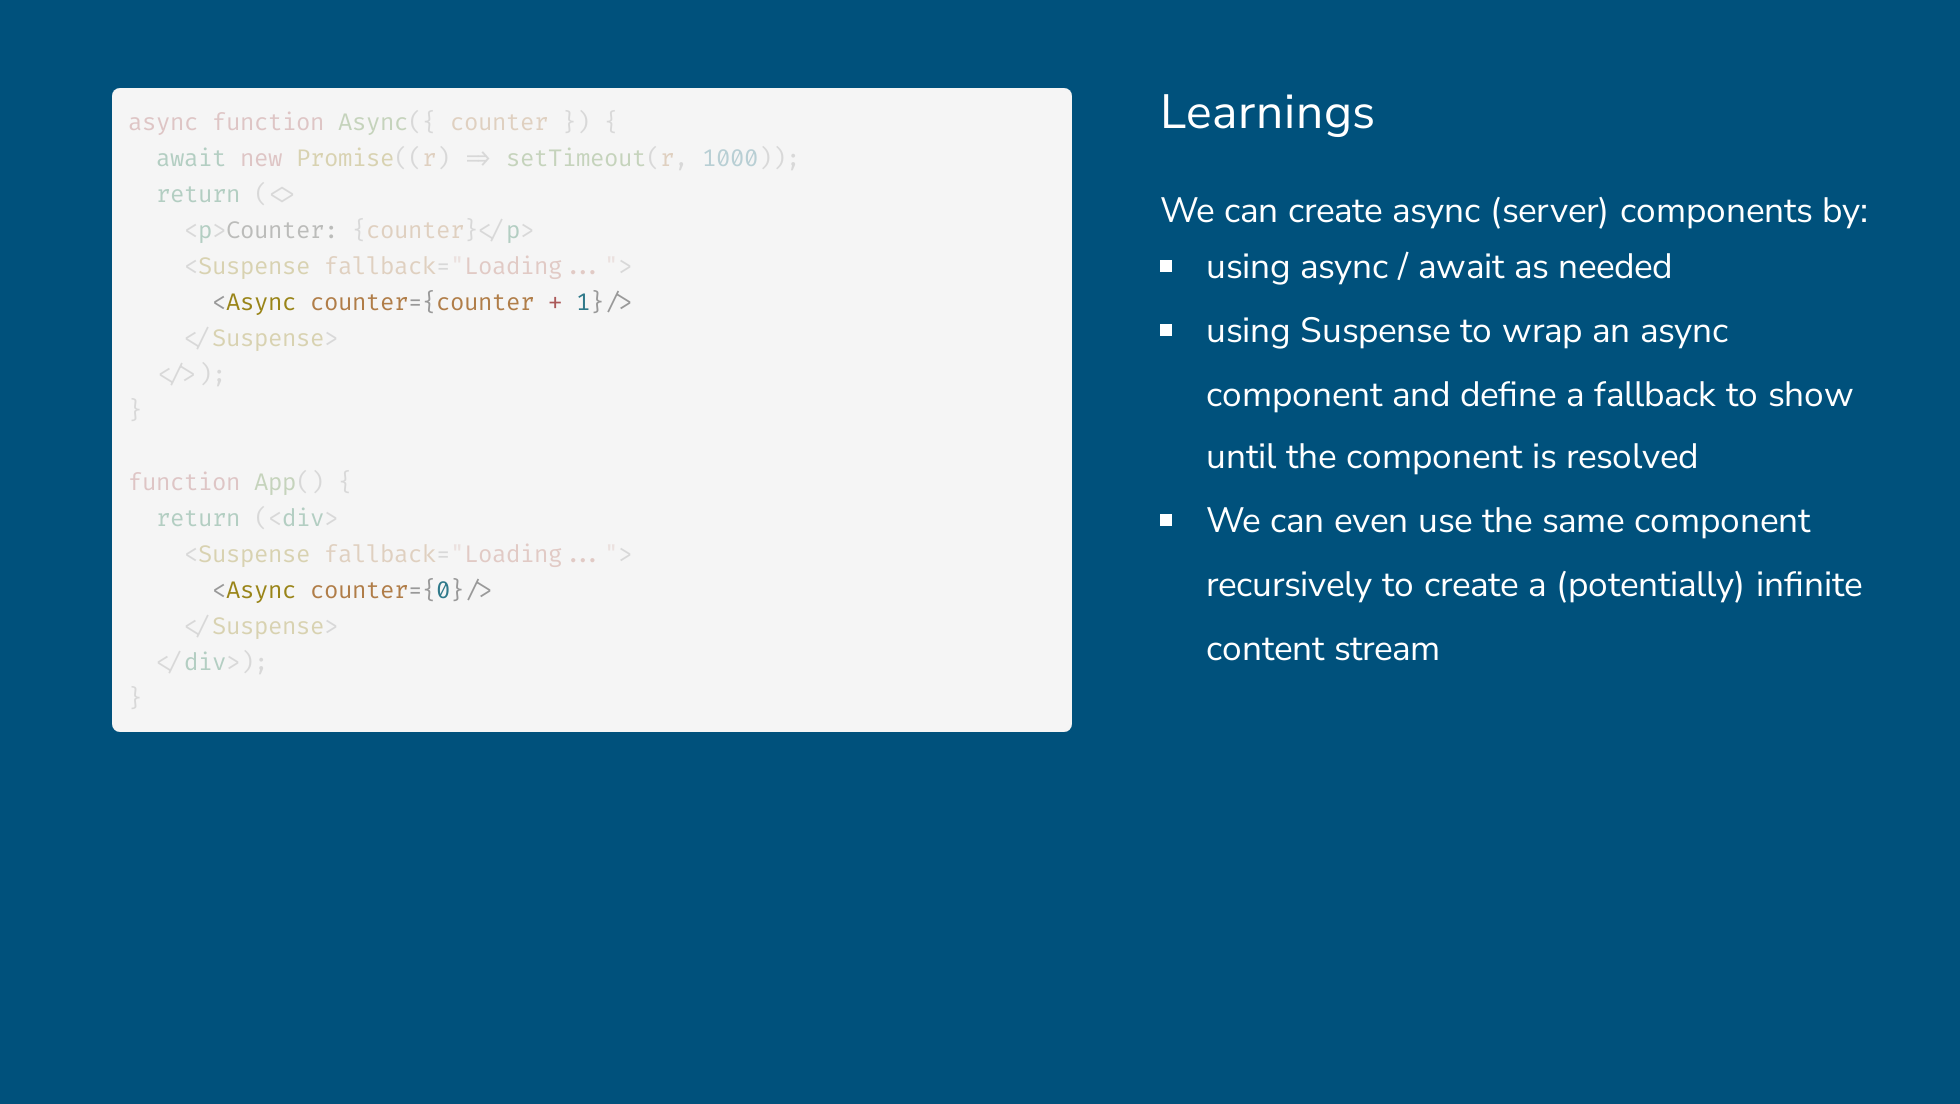 async function Async({ counter }) {
  await new Promise((r) => setTimeout(r, 1000));
  return (<>
    <p>Counter: {counter}</p>
    <Suspense fallback="Loading...">
      <Async counter={counter + 1}/>
    </Suspense>
  </>);
}

function App() {
  return (<div>
    <Suspense fallback="Loading...">
      <Async counter={0}/>
    </Suspense>
  </div>);
}
Learnings
We can create async (server) components by:
▪ using async / await as needed
▪ using Suspense to wrap an async
component and define a fallback to show
until the component is resolved
▪ We can even use the same component
recursively to create a (potentially) infinite
content stream